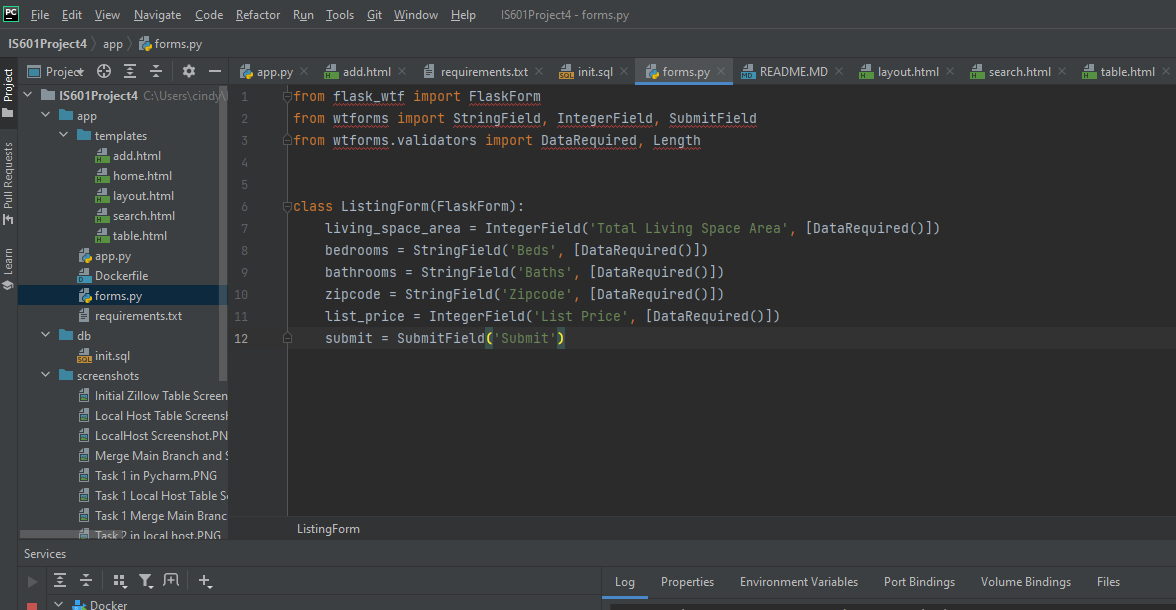 PC File Edit View Navigate Code Refactor Run Tools Git Window Help IS601Project4 - forms.py
IS601Project4 app forms.py
Project
Pull Requests
Learn
Project
IS601Project4 C:\Users\cindy\
app
templates
add.html
home.html
layout.html
search.html
table.html
app.py
Dockerfile
forms.py
requirements.txt
db
init.sql
screenshots
Initial Zillow Table Screen
Local Host Table Screensh
LocalHost Screenshot.PN
Merge Main Branch and S
Task 1 in Pycharm.PNG
Task 1 Local Host Table S
Task 1 Merge Main Branc
Task 2 in local host.PNG
app.py add.html requirements.txt init.sql forms.py README.MD layout.html search.html table.html
1 from flask_wtf import FlaskForm
2 from wtforms import StringField, IntegerField, SubmitField
3 from wtforms.validators import DataRequired, Length
4
5
6 class ListingForm(FlaskForm):
7 living_space_area = IntegerField('Total Living Space Area', [DataRequired()])
8 bedrooms = StringField('Beds', [DataRequired()])
9 bathrooms = StringField('Baths', [DataRequired()])
10 zipcode = StringField('Zipcode', [DataRequired()])
11 list_price = IntegerField('List Price', [DataRequired()])
12 submit = SubmitField('Submit')
ListingForm
Services
Docker
Log Properties Environment Variables Port Bindings Volume Bindings Files